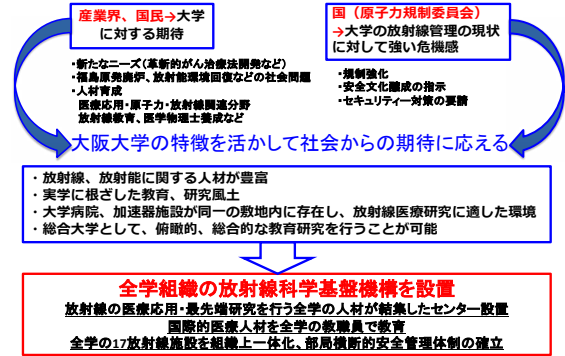 産業界、国民→大学
に対する期待
・新たなニーズ（革新的がん治療法開発など）
・福島原発廃炉、放射能環境回復などの社会問題
・人材育成
医療応用・原子力・放射線関連分野
放射線教育、医学物理士養成など
国（原子力規制委員会）
→大学の放射線管理の現状
に対して強い危機感
・規制強化
・安全文化醸成の指示
・セキュリティー対策の要請
大阪大学の特徴を活かして社会からの期待に応える
・放射線、放射能に関する人材が豊富
・実学に根ざした教育、研究風土
・大学病院、加速器施設が同一の敷地内に存在し、放射線医療研究に適した環境
・総合大学として、俯瞰的、総合的な教育研究を行うことが可能
全学組織の放射線科学基盤機構を設置
放射線の医療応用・最先端研究を行う全学の人材が結集したセンター設置
国際的医療人材を全学の教職員で教育
全学の17放射線施設を組織上一体化、部局横断的安全管理体制の確立